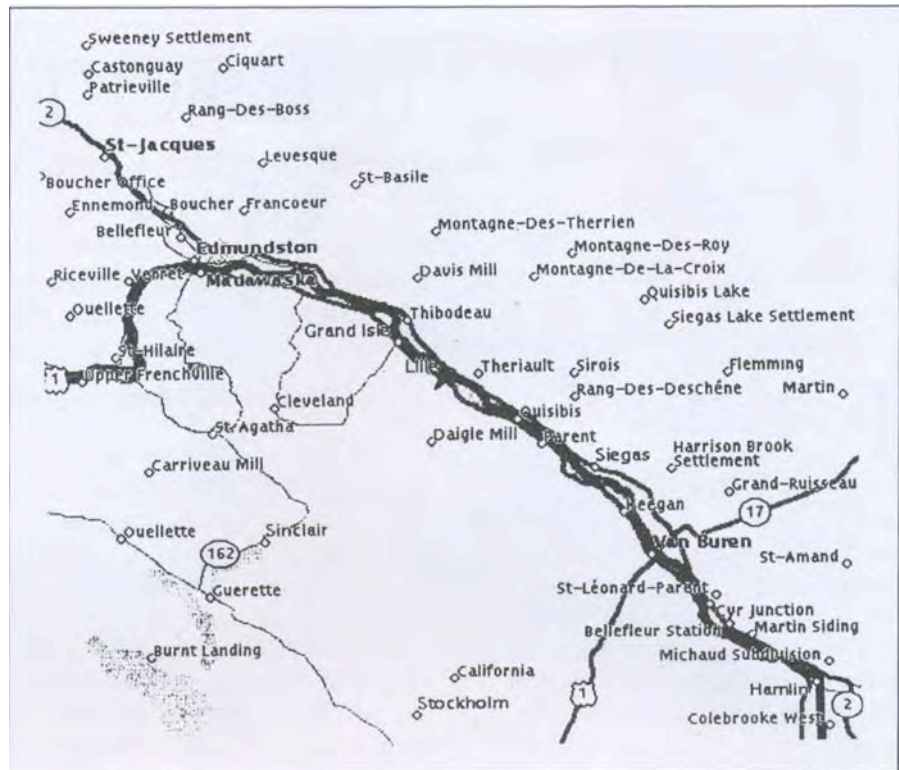 Sweeney Settlement
Castonguay
Ciquart
Patrieville
Rang-Des-Boss
2
St-Jacques
Levesque
St-Basile
Boucher Office
Ennemond
Boucher
Francoeur
Bellefleur
Montagne-Des-Therrien
Edmundston
Montagne-Des-Roy
Riceville
Verret
Madawaska
Davis Mill
Montagne-De-La-Croix
Quisibis Lake
Ouellette
Thibodeau
Siegas Lake Settlement
Grand Isle
St-Hilaire
Lille
Theriault
Sirois
Flemming
1
Upper Frenchville
Rang-Des-Deschéne
Martin
Cleveland
Quisibis
St-Agatha
Daigle Mill
Parent
Siegas
Harrison Brook
Settlement
Carriveau Mill
Grand-Ruisseau
Keegan
17
Ouellette
Sinclair
Van Buren
162
St-Amand
Guerette
St-Léonard-Parent
Cyr Junction
Bellefleur Station
Martin Siding
Burnt Landing
Michaud Subdivision
California
1
Hamlin
2
Stockholm
Colebrooke West